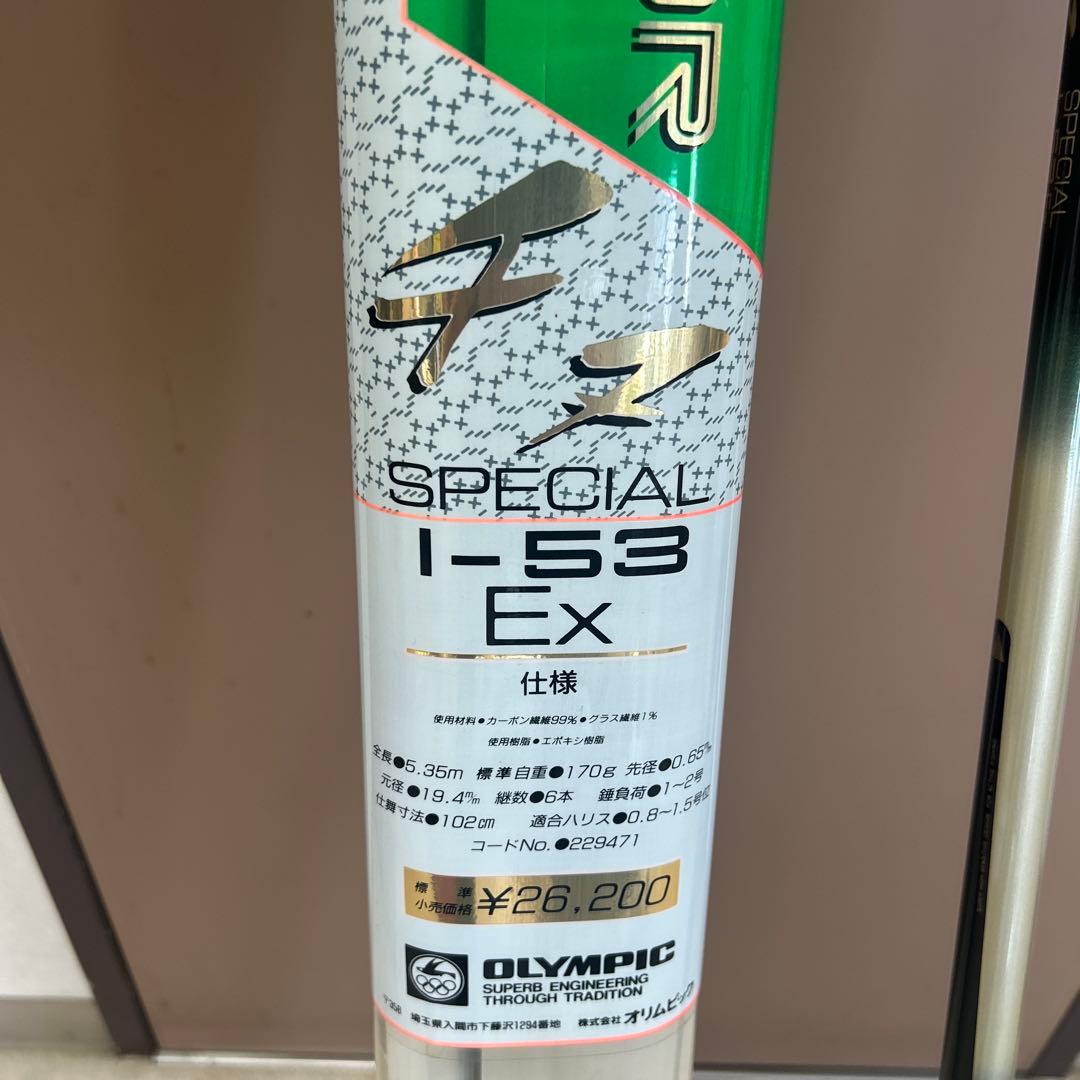 OR
チヌ
SPECIAL
1-53
Ex
仕様
使用材料●カーボン繊維99%●グラス繊維1%
使用樹脂●エポキシ樹脂
全長●5.35m 標準自重●170g 先径●0.65m/m
元径●19.4m/m 継数●6本 錘負荷●1~2号
仕舞寸法●102cm 適合ハリス●0.8~1.5号位
コードNo.●229471
標準小売価格 ¥26,200
OLYMPIC
SUPERB ENGINEERING
THROUGH TRADITION
〒358 埼玉県入間市下藤沢1294番地 株式会社オリムピック
SPECIAL